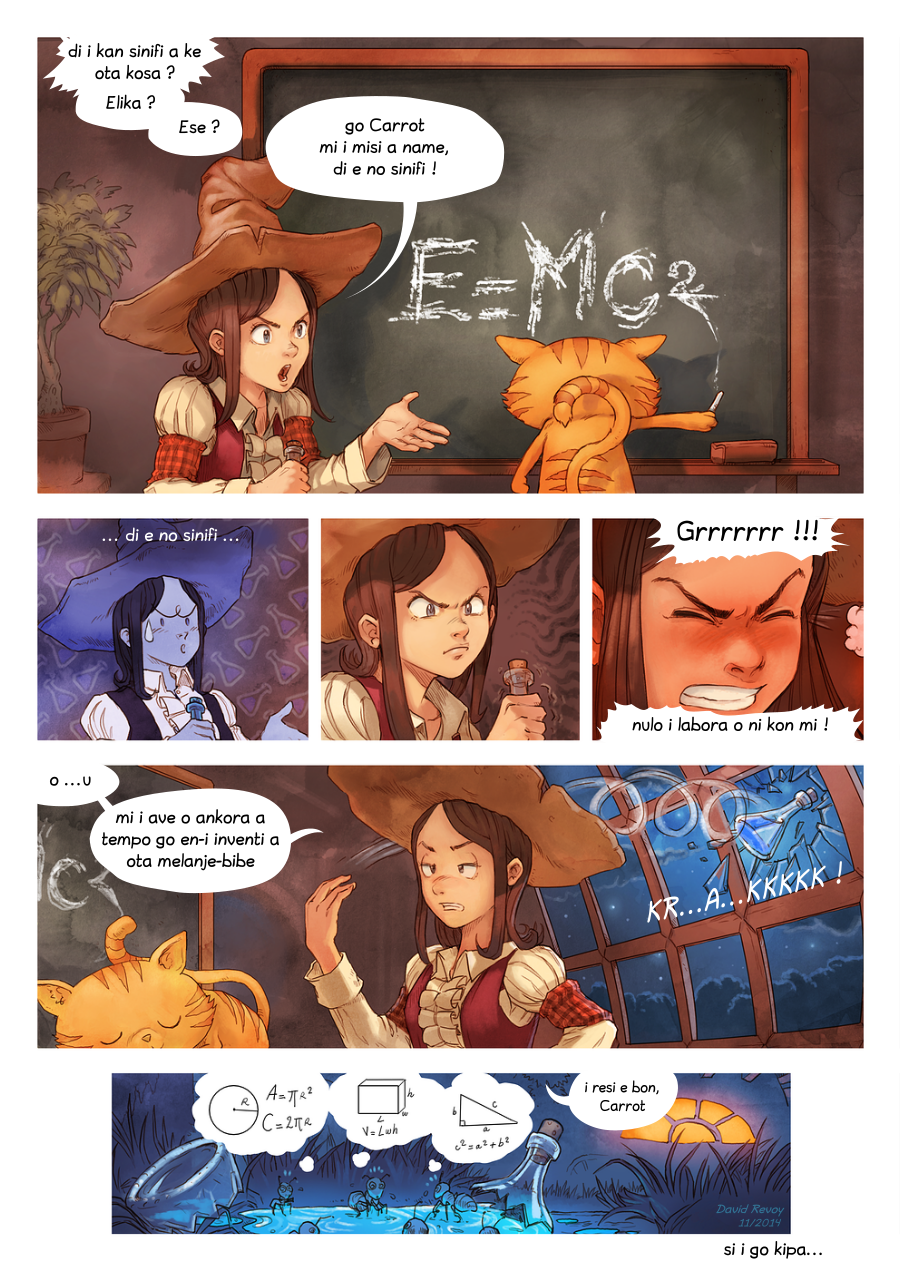 di i kan sinifi a ke
ota kosa ?
Elika ?
Ese ?
go Carrot
mi i misi a name,
di e no sinifi !
E=MC²
... di e no sinifi ...
Grrrrrrr !!!
nulo i labora o ni kon mi !
o ...u
mi i ave o ankora a
tempo go en-i inventi a
ota melanje-bibe
MC²
KR...A...KKKKK !
R
A=πR²
C=2πR
h
w
L
V=Lwh
b
c
a
c²=a²+b²
i resi e bon,
Carrot
David Revoy
11/2014
si i go kipa...